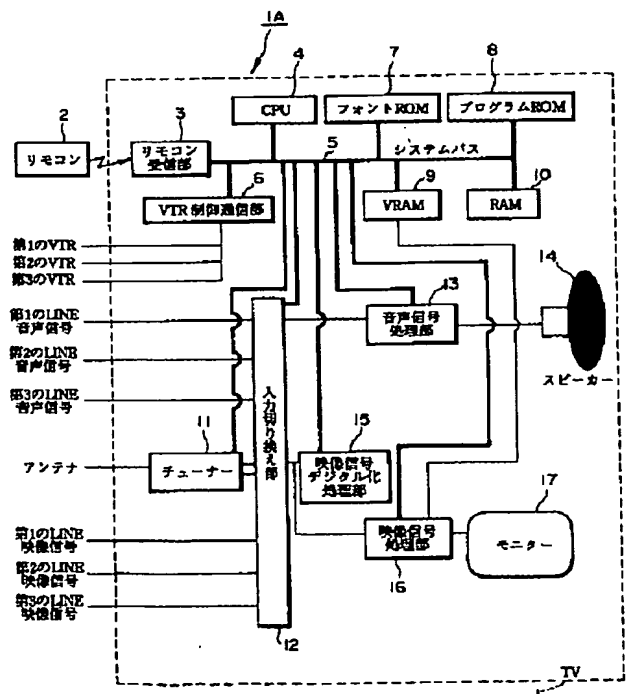 1A
4
7
8
2
3
CPU
フォントROM
プログラムROM
リモコン
リモコン
受信部
5
システムバス
6
9
10
VTR制御通信部
VRAM
RAM
第1のVTR
第2のVTR
第3のVTR
13
14
第1のLINE
音声信号
音声信号
処理部
第2のLINE
音声信号
スピーカー
第3のLINE
音声信号
入力切り換え部
11
15
アンテナ
チューナー
映像信号
デジタル化
処理部
17
第1のLINE
映像信号
映像信号
処理部
モニター
第2のLINE
映像信号
16
第3のLINE
映像信号
12
TV